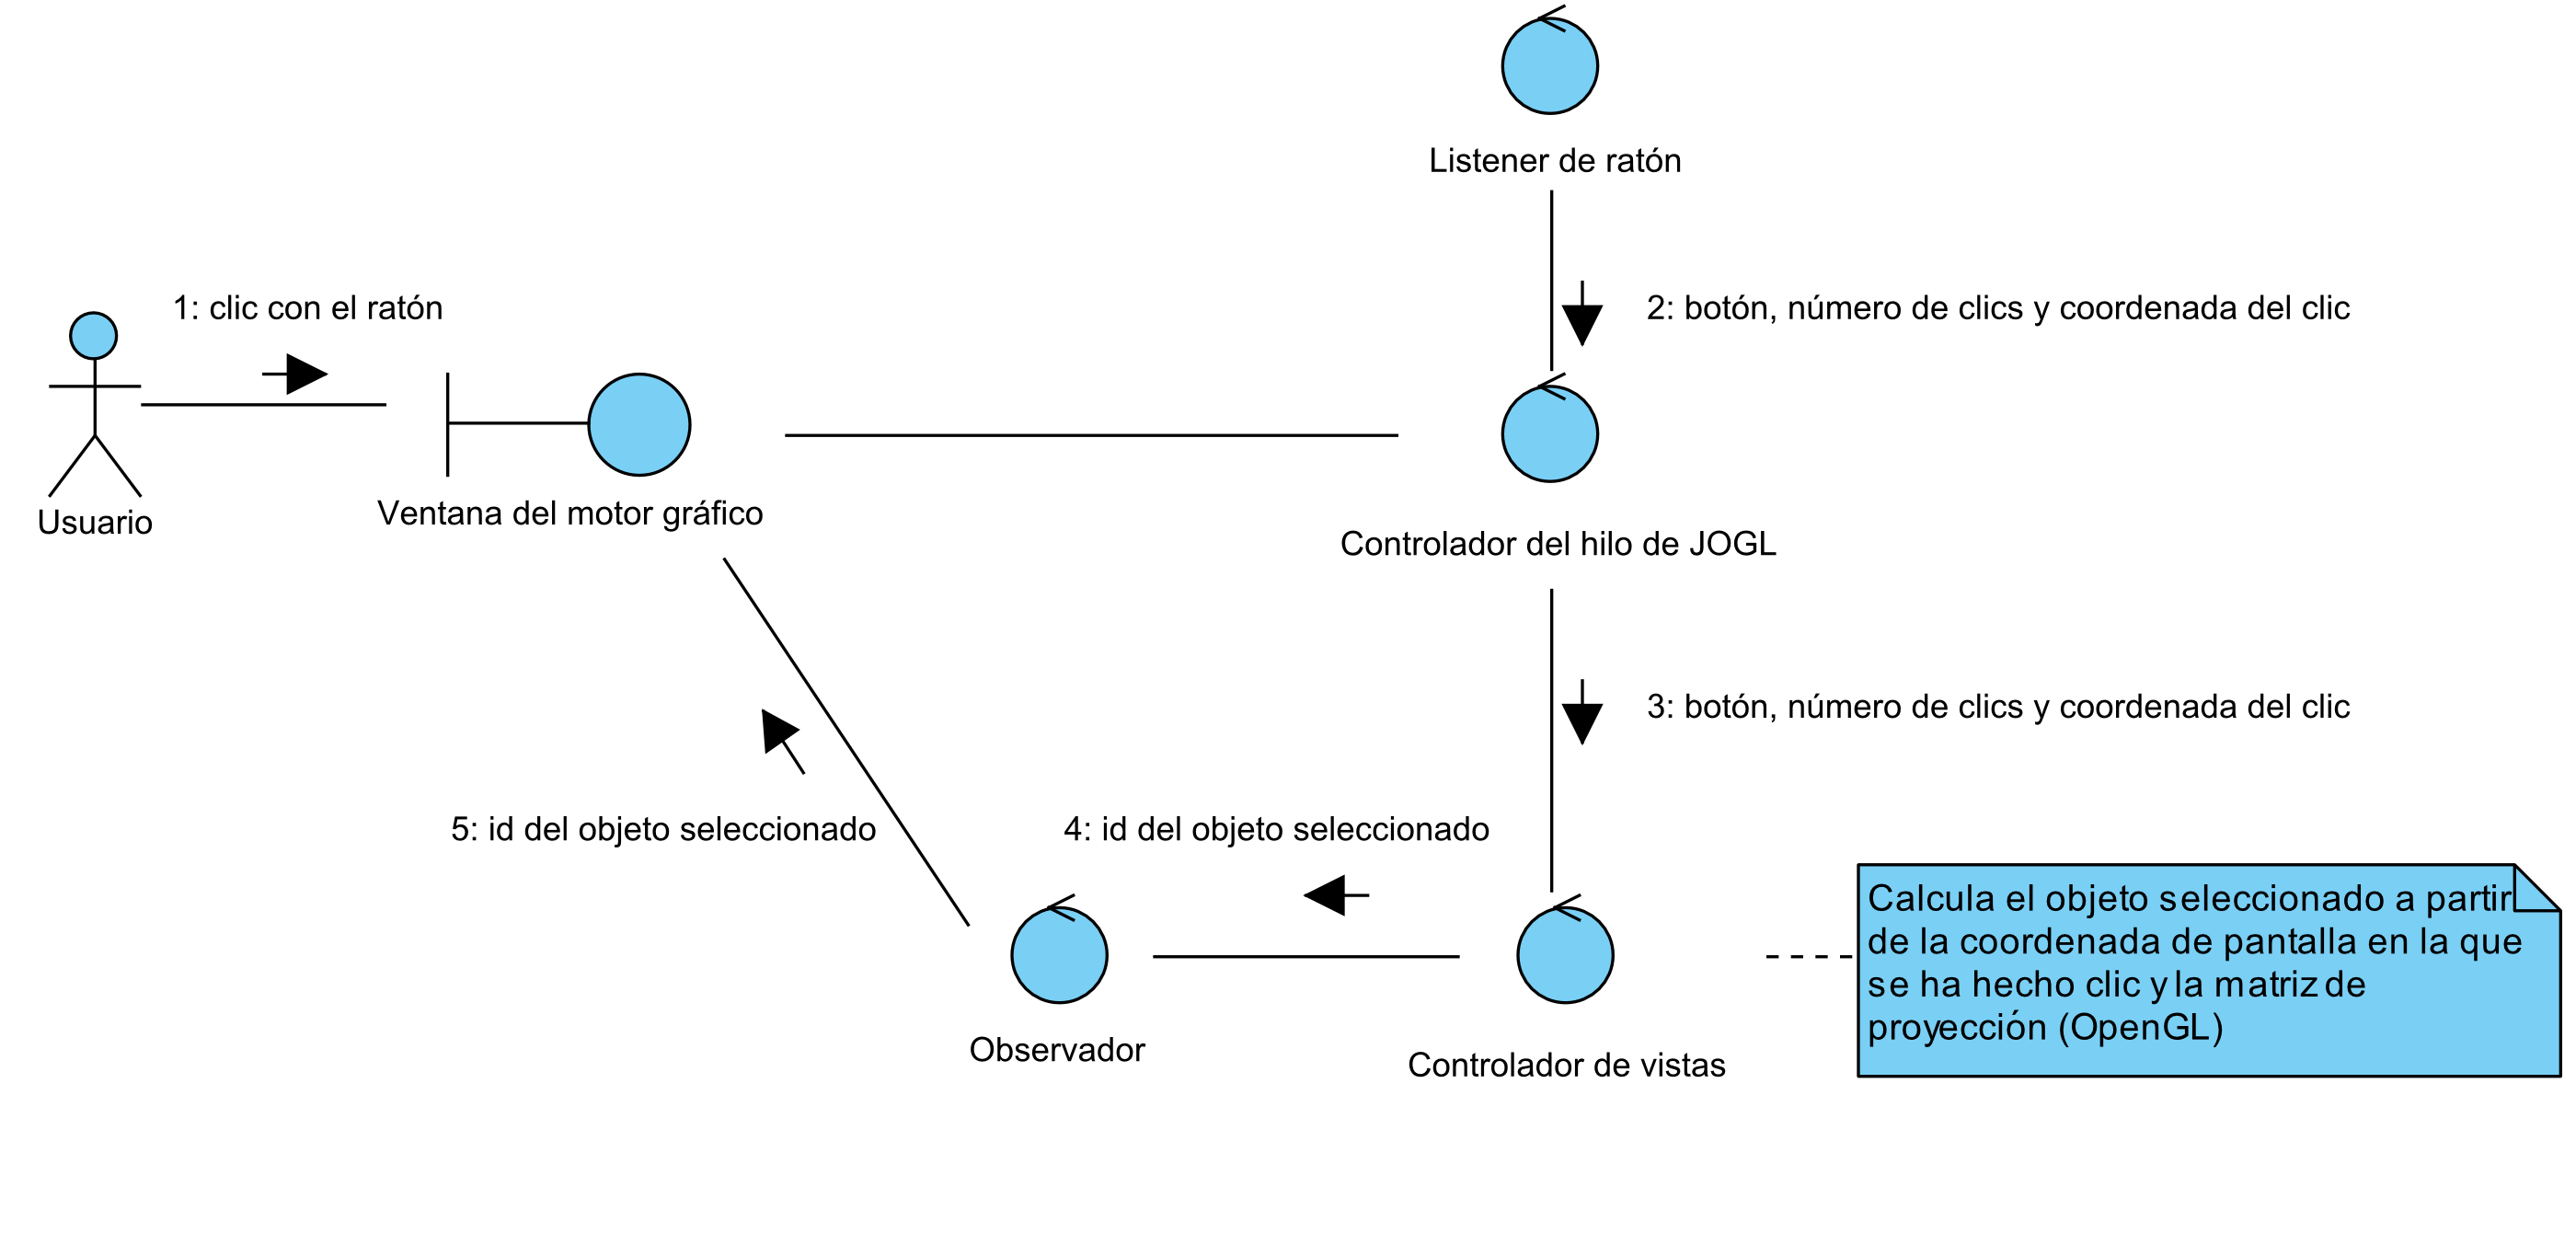 Listener de ratón
1: clic con el ratón
2: botón, número de clics y coordenada del clic
Usuario
Ventana del motor gráfico
Controlador del hilo de JOGL
3: botón, número de clics y coordenada del clic
5: id del objeto seleccionado
4: id del objeto seleccionado
Calcula el objeto seleccionado a partir
de la coordenada de pantalla en la que
se ha hecho clic y la matriz de
proyección (OpenGL)
Observador
Controlador de vistas